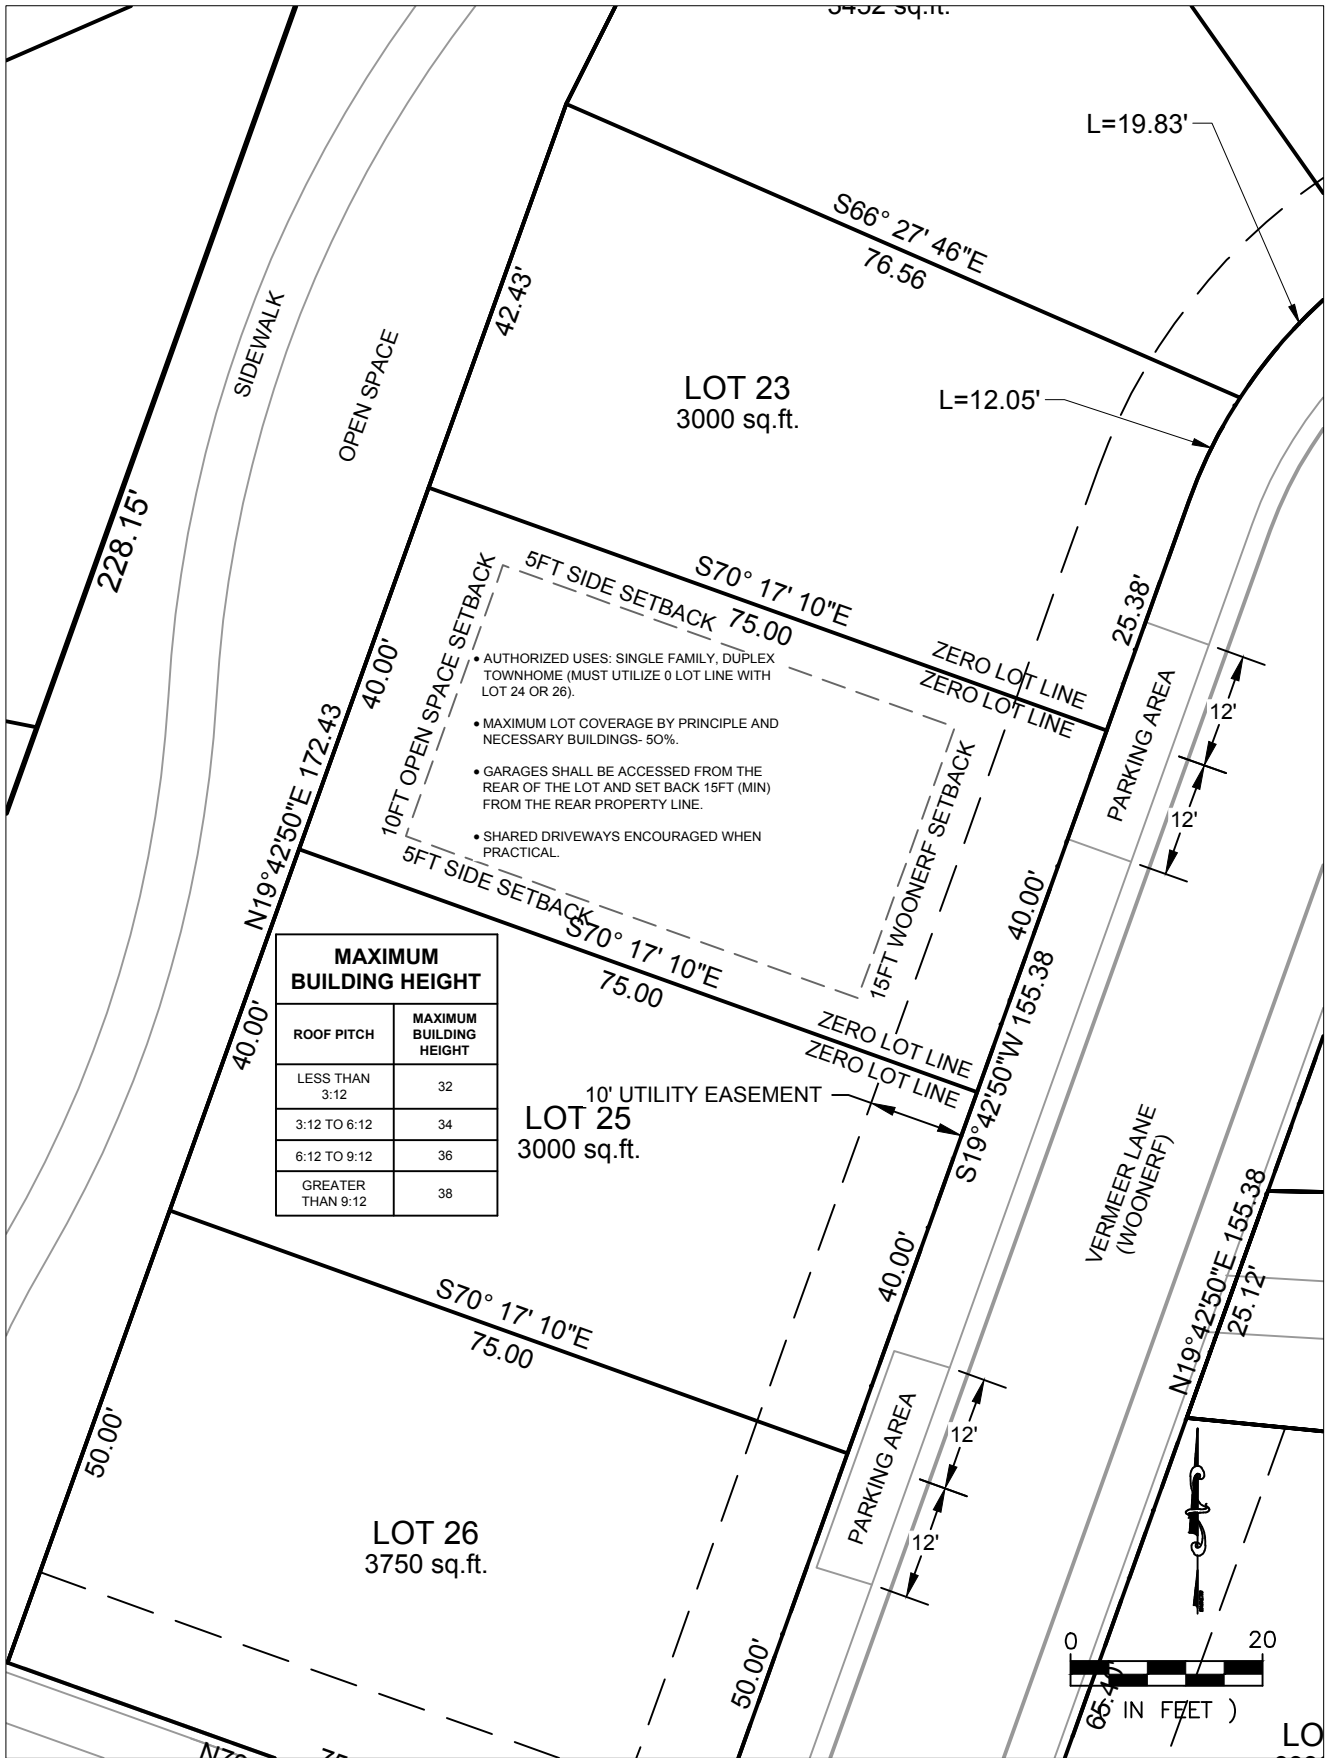 L=19.83'
S66° 27' 46"E
76.56
42.43'
SIDEWALK
OPEN SPACE
LOT 23
3000 sq.ft.
L=12.05'
228.15'
25.38'
S70° 17' 10"E
75.00
5FT SIDE SETBACK
10FT OPEN SPACE SETBACK
ZERO LOT LINE
ZERO LOT LINE
PARKING AREA
12'
12'
40.00'
N19°42'50"E 172.43
• AUTHORIZED USES: SINGLE FAMILY, DUPLEX
TOWNHOME (MUST UTILIZE 0 LOT LINE WITH
LOT 24 OR 26).
• MAXIMUM LOT COVERAGE BY PRINCIPLE AND
NECESSARY BUILDINGS- 5O%.
• GARAGES SHALL BE ACCESSED FROM THE
REAR OF THE LOT AND SET BACK 15FT (MIN)
FROM THE REAR PROPERTY LINE.
• SHARED DRIVEWAYS ENCOURAGED WHEN
PRACTICAL.
15FT WOONERF SETBACK
5FT SIDE SETBACK
40.00'
S19°42'50"W 155.38
S70° 17' 10"E
75.00
ZERO LOT LINE
ZERO LOT LINE
MAXIMUM
BUILDING HEIGHT
ROOF PITCH
MAXIMUM
BUILDING
HEIGHT
LESS THAN
3:12
32
3:12 TO 6:12
34
6:12 TO 9:12
36
GREATER
THAN 9:12
38
40.00'
10' UTILITY EASEMENT
LOT 25
3000 sq.ft.
VERMEER LANE
(WOONERF)
N19°42'50"E 155.38
25.12'
40.00'
S70° 17' 10"E
75.00
PARKING AREA
12'
12'
50.00'
LOT 26
3750 sq.ft.
50.00'
0 20
IN FEET )
LO